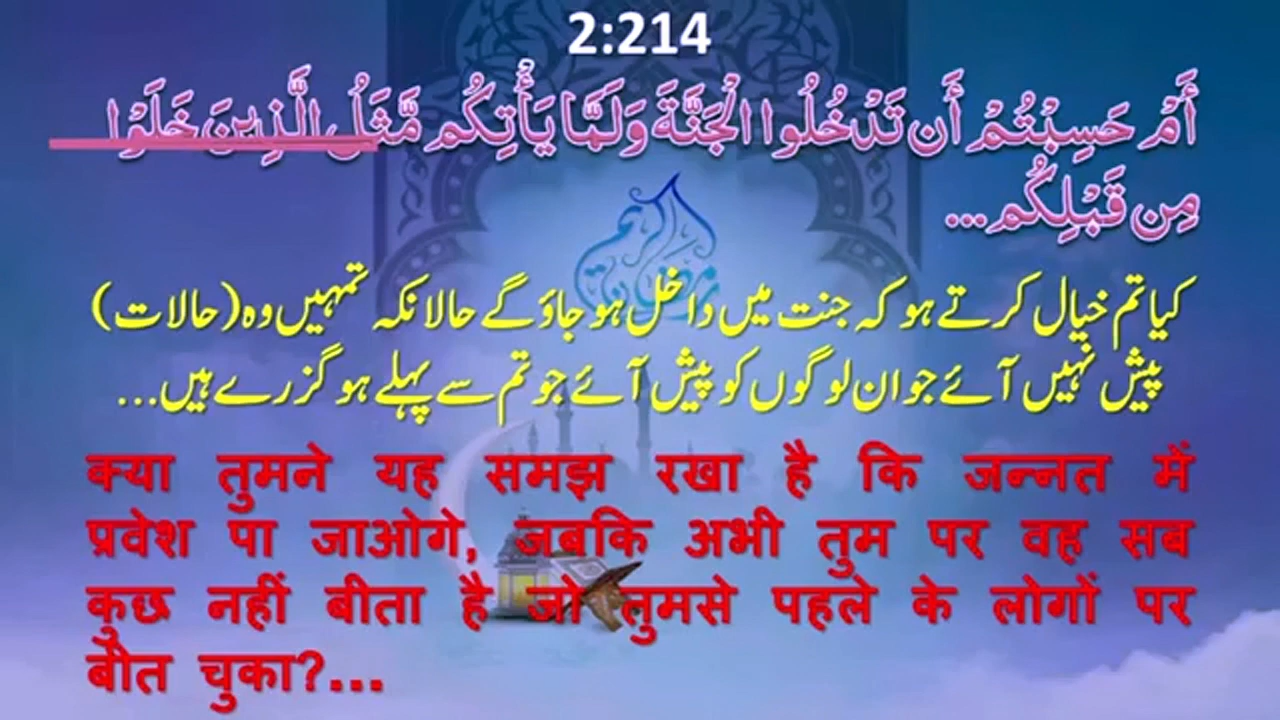 2:214
أَمْ حَسِبْتُمْ أَن تَدْخُلُوا الْجَنَّةَ وَلَمَّا يَأْتِكُم مَّثَلُ الَّذِينَ خَلَوْا
مِن قَبْلِكُم...
رمضان كريم
کیا تم خیال کرتے ہو کہ جنت میں داخل ہو جاؤ گے حالانکہ تمہیں وہ (حالات)
پیش نہیں آئے جو ان لوگوں کو پیش آئے جو تم سے پہلے ہو گزرے ہیں...
क्या तुमने यह समझ रखा है कि जन्नत में
प्रवेश पा जाओगे, जबकि अभी तुम पर वह सब
कुछ नहीं बीता है जो तुमसे पहले के लोगों पर
बीत चुका?...